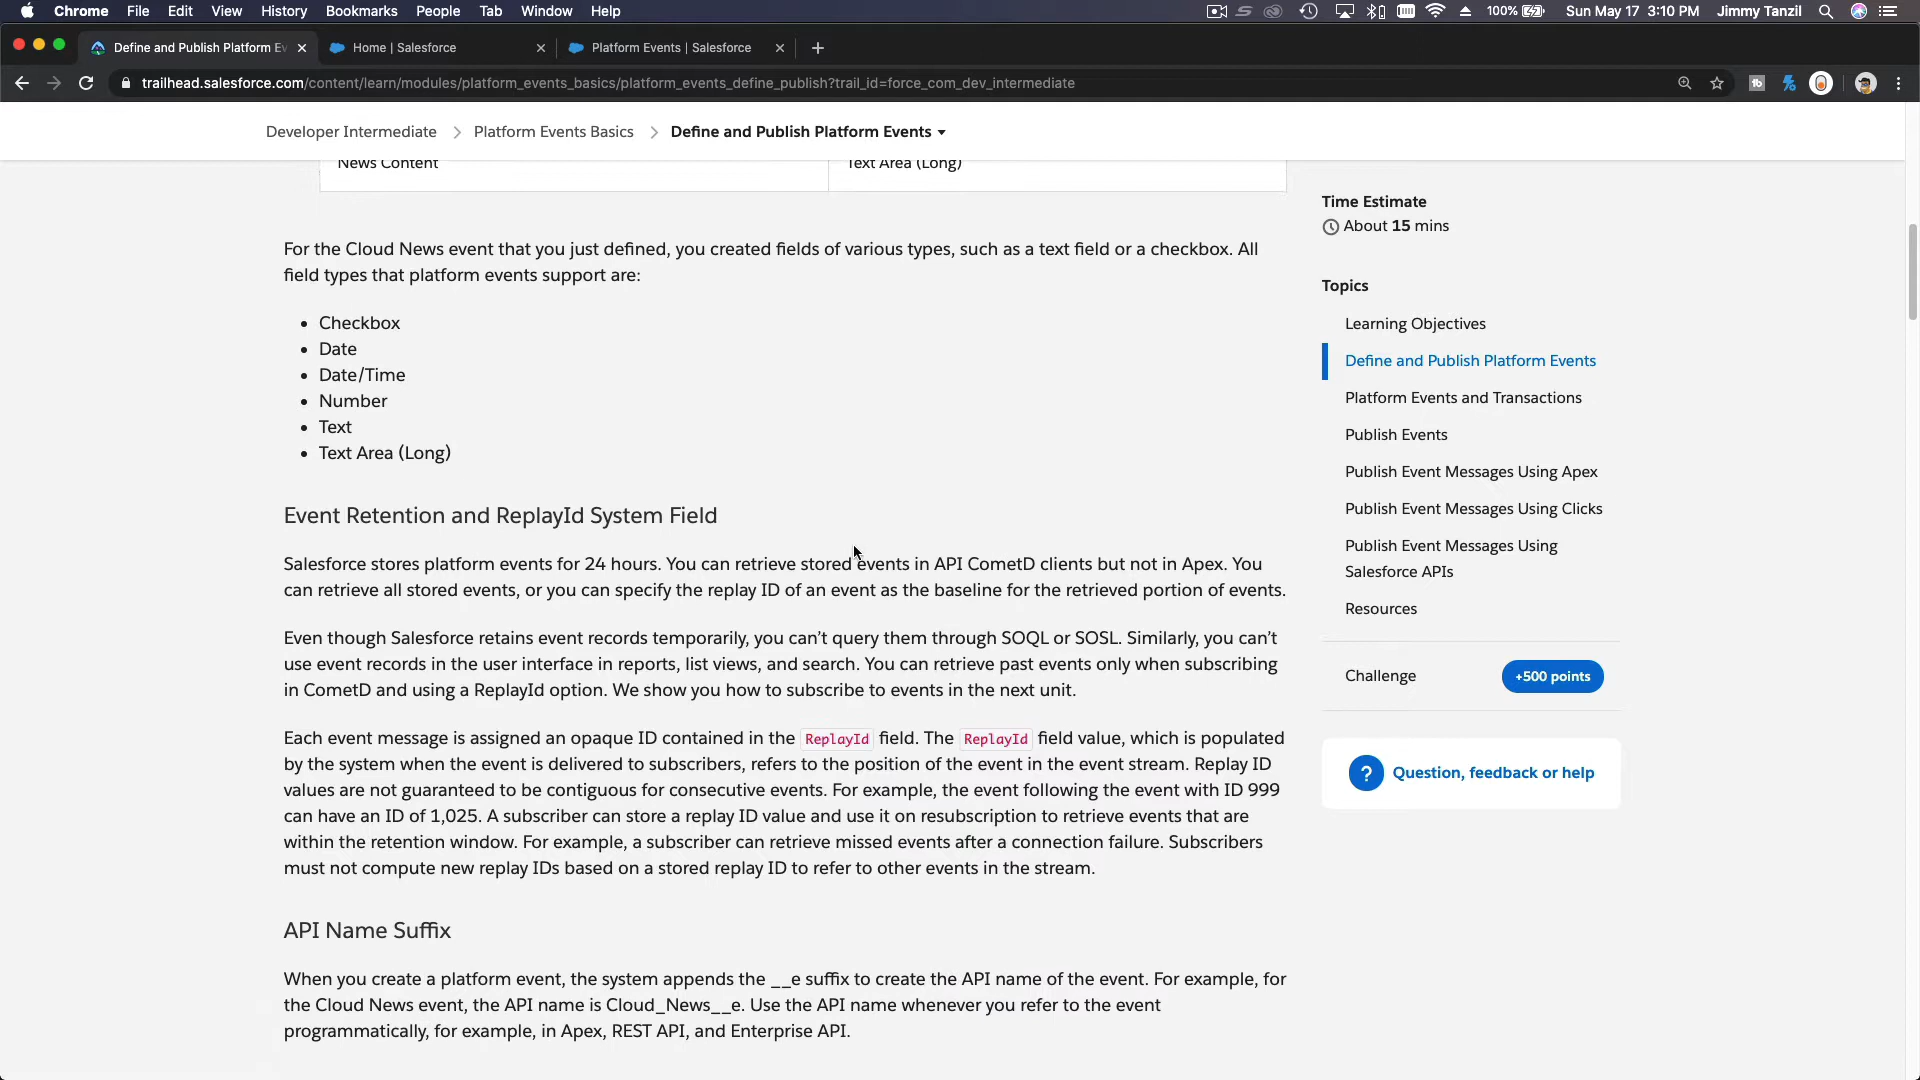 Chrome File Edit View History Bookmarks People Tab Window Help 100% Sun May 17 3:10 PM Jimmy Tanzil
Define and Publish Platform Ev Home | Salesforce Platform Events | Salesforce
trailhead.salesforce.com/content/learn/modules/platform_events_basics/platform_events_define_publish?trail_id=force_com_dev_intermediate
Developer Intermediate > Platform Events Basics > Define and Publish Platform Events
News Content Text Area (Long)
For the Cloud News event that you just defined, you created fields of various types, such as a text field or a checkbox. All
field types that platform events support are:
• Checkbox
• Date
• Date/Time
• Number
• Text
• Text Area (Long)
Event Retention and ReplayId System Field
Salesforce stores platform events for 24 hours. You can retrieve stored events in API CometD clients but not in Apex. You
can retrieve all stored events, or you can specify the replay ID of an event as the baseline for the retrieved portion of events.
Even though Salesforce retains event records temporarily, you can’t query them through SOQL or SOSL. Similarly, you can’t
use event records in the user interface in reports, list views, and search. You can retrieve past events only when subscribing
in CometD and using a ReplayId option. We show you how to subscribe to events in the next unit.
Each event message is assigned an opaque ID contained in the ReplayId field. The ReplayId field value, which is populated
by the system when the event is delivered to subscribers, refers to the position of the event in the event stream. Replay ID
values are not guaranteed to be contiguous for consecutive events. For example, the event following the event with ID 999
can have an ID of 1,025. A subscriber can store a replay ID value and use it on resubscription to retrieve events that are
within the retention window. For example, a subscriber can retrieve missed events after a connection failure. Subscribers
must not compute new replay IDs based on a stored replay ID to refer to other events in the stream.
API Name Suffix
When you create a platform event, the system appends the __e suffix to create the API name of the event. For example, for
the Cloud News event, the API name is Cloud_News__e. Use the API name whenever you refer to the event
programmatically, for example, in Apex, REST API, and Enterprise API.
Time Estimate
About 15 mins
Topics
Learning Objectives
Define and Publish Platform Events
Platform Events and Transactions
Publish Events
Publish Event Messages Using Apex
Publish Event Messages Using Clicks
Publish Event Messages Using
Salesforce APIs
Resources
Challenge +500 points
? Question, feedback or help